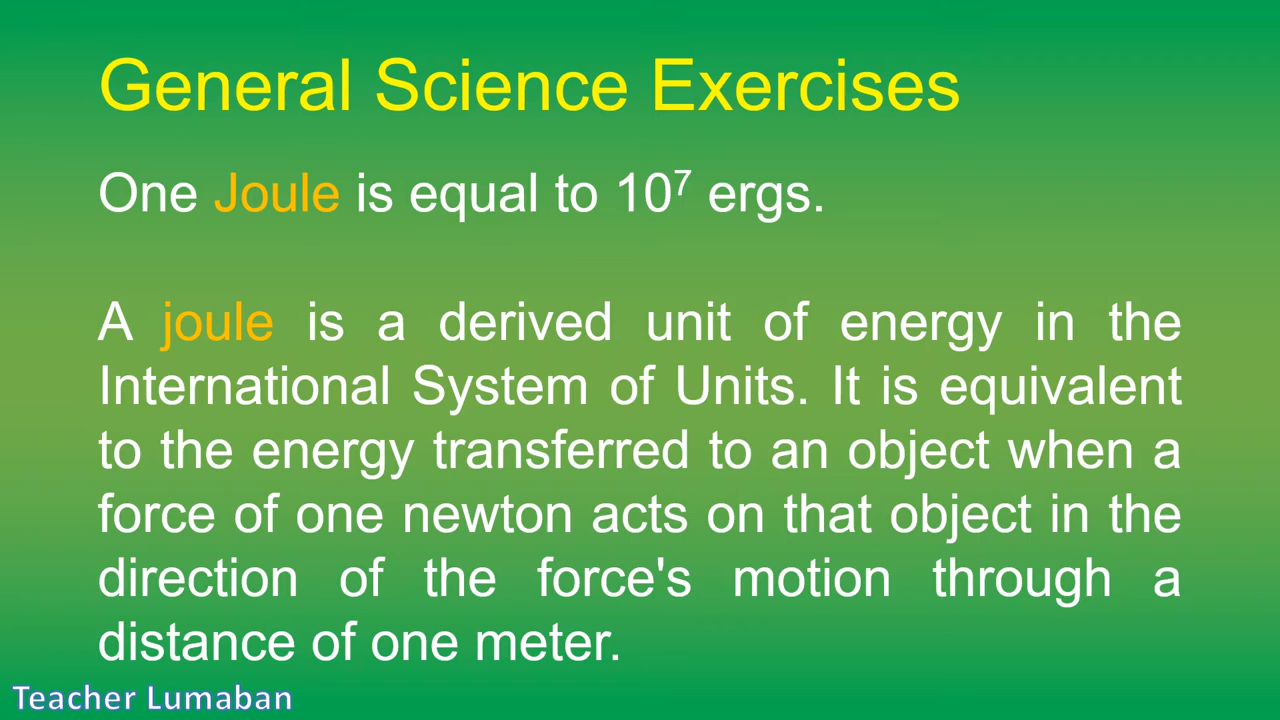 General Science Exercises
One Joule is equal to 10⁷ ergs.
A joule is a derived unit of energy in the
International System of Units. It is equivalent
to the energy transferred to an object when a
force of one newton acts on that object in the
direction of the force's motion through a
distance of one meter.
Teacher Lumaban